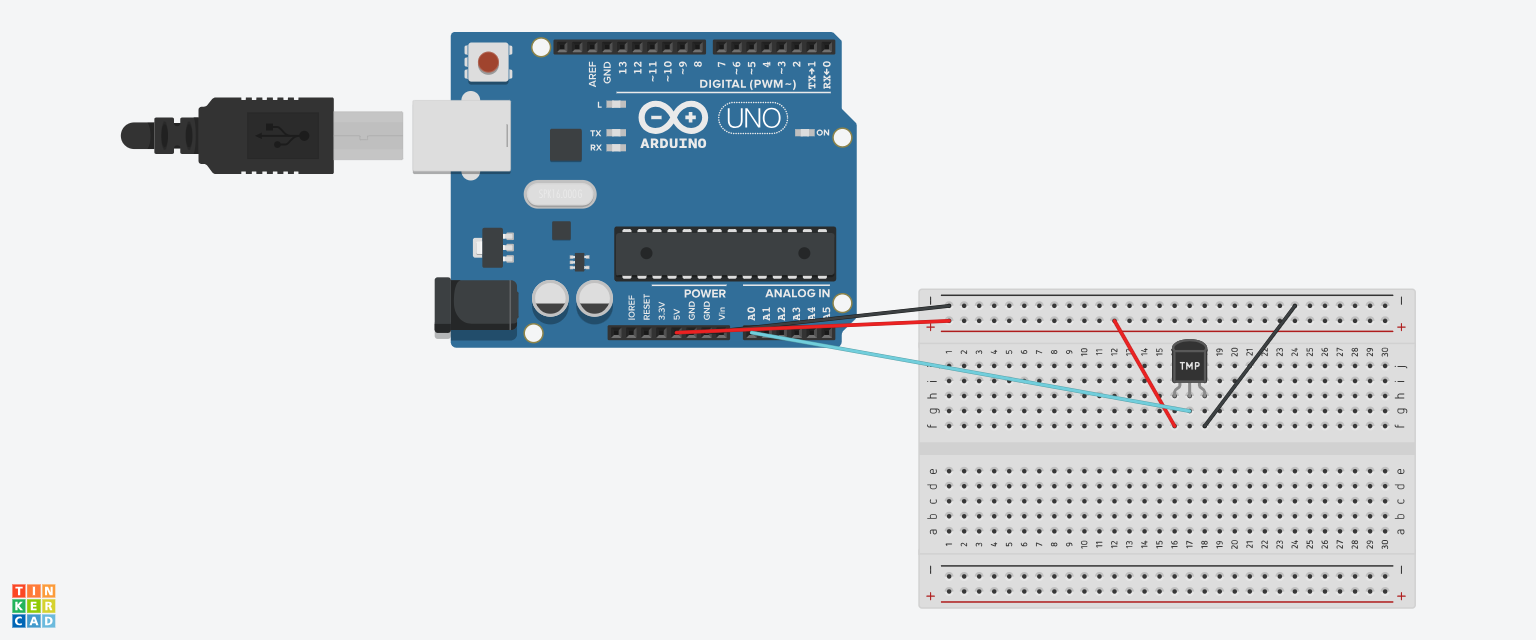 AREF GND 13 12 ~11 ~10 ~9 8 7 ~6 ~5 4 ~3 2 TX→1 RX←0
DIGITAL (PWM~)
L
TX
RX
UNO
ON
ARDUINO
IOREF RESET 3.3V 5V GND GND Vin
POWER
ANALOG IN
A0 A1 A2 A3 A4 A5
− −
+ +
1 2 3 4 5 6 7 8 9 10 11 12 13 14 15 16 19 20 21 22 23 24 25 26 27 28 29 30
TMP
j j
i i
h h
g g
f f
e e
d d
c c
b b
a a
1 2 3 4 5 6 7 8 9 10 11 12 13 14 15 16 17 18 19 20 21 22 23 24 25 26 27 28 29 30
− −
+ +
TIN
KER
CAD